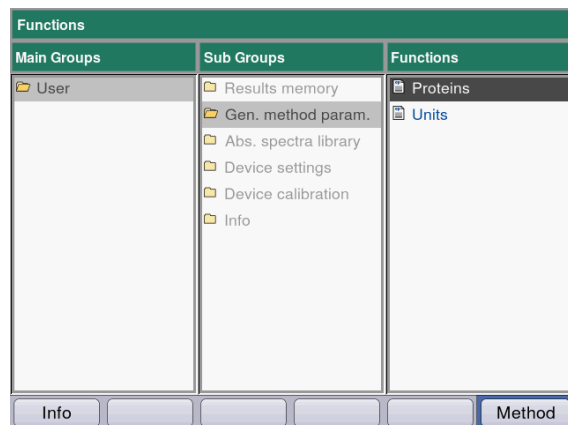 Functions
Main Groups
Sub Groups
Functions
User
Results memory
Gen. method param.
Abs. spectra library
Device settings
Device calibration
Info
Proteins
Units
Info
Method